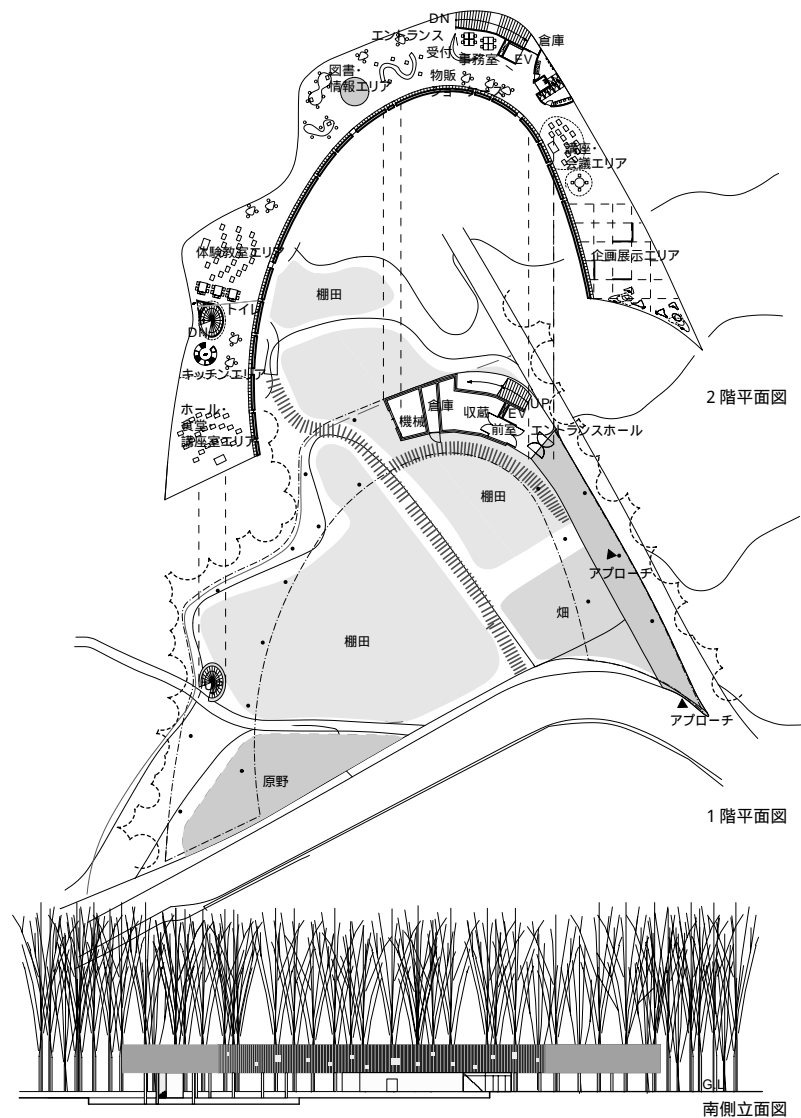 DN
エントランス
倉庫
受付
事務室
EV
図書・
情報エリア
物販
ショーケース
講座・
会議エリア
体験教室エリア
企画展示エリア
棚田
トイレ
DN
キッチンエリア
2階平面図
ホール・
食堂・
講座室エリア
倉庫
機械
収蔵
EV
UP
前室
エントランスホール
棚田
アプローチ
畑
棚田
アプローチ
原野
1階平面図
G.L
南側立面図